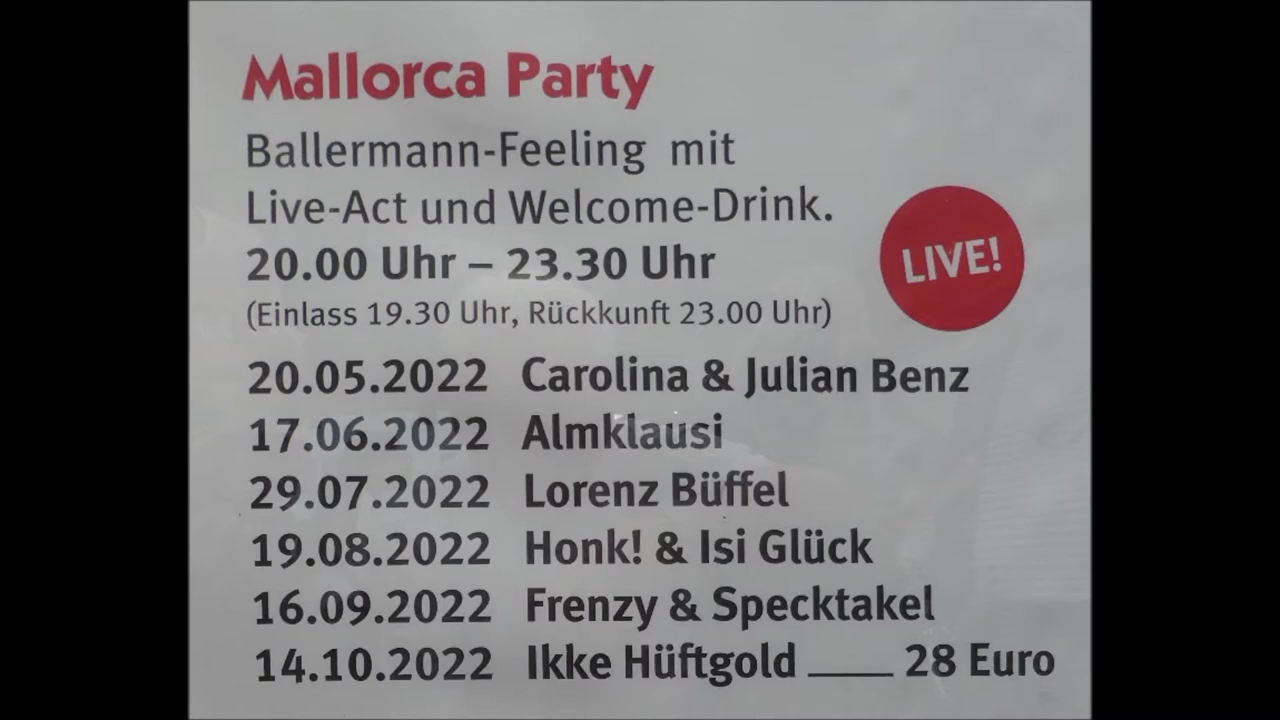 Mallorca Party
Ballermann-Feeling mit
Live-Act und Welcome-Drink.
20.00 Uhr – 23.30 Uhr
LIVE!
(Einlass 19.30 Uhr, Rückkunft 23.00 Uhr)
20.05.2022 Carolina & Julian Benz
17.06.2022 Almklausi
29.07.2022 Lorenz Büffel
19.08.2022 Honk! & Isi Glück
16.09.2022 Frenzy & Specktakel
14.10.2022 Ikke Hüftgold ____ 28 Euro